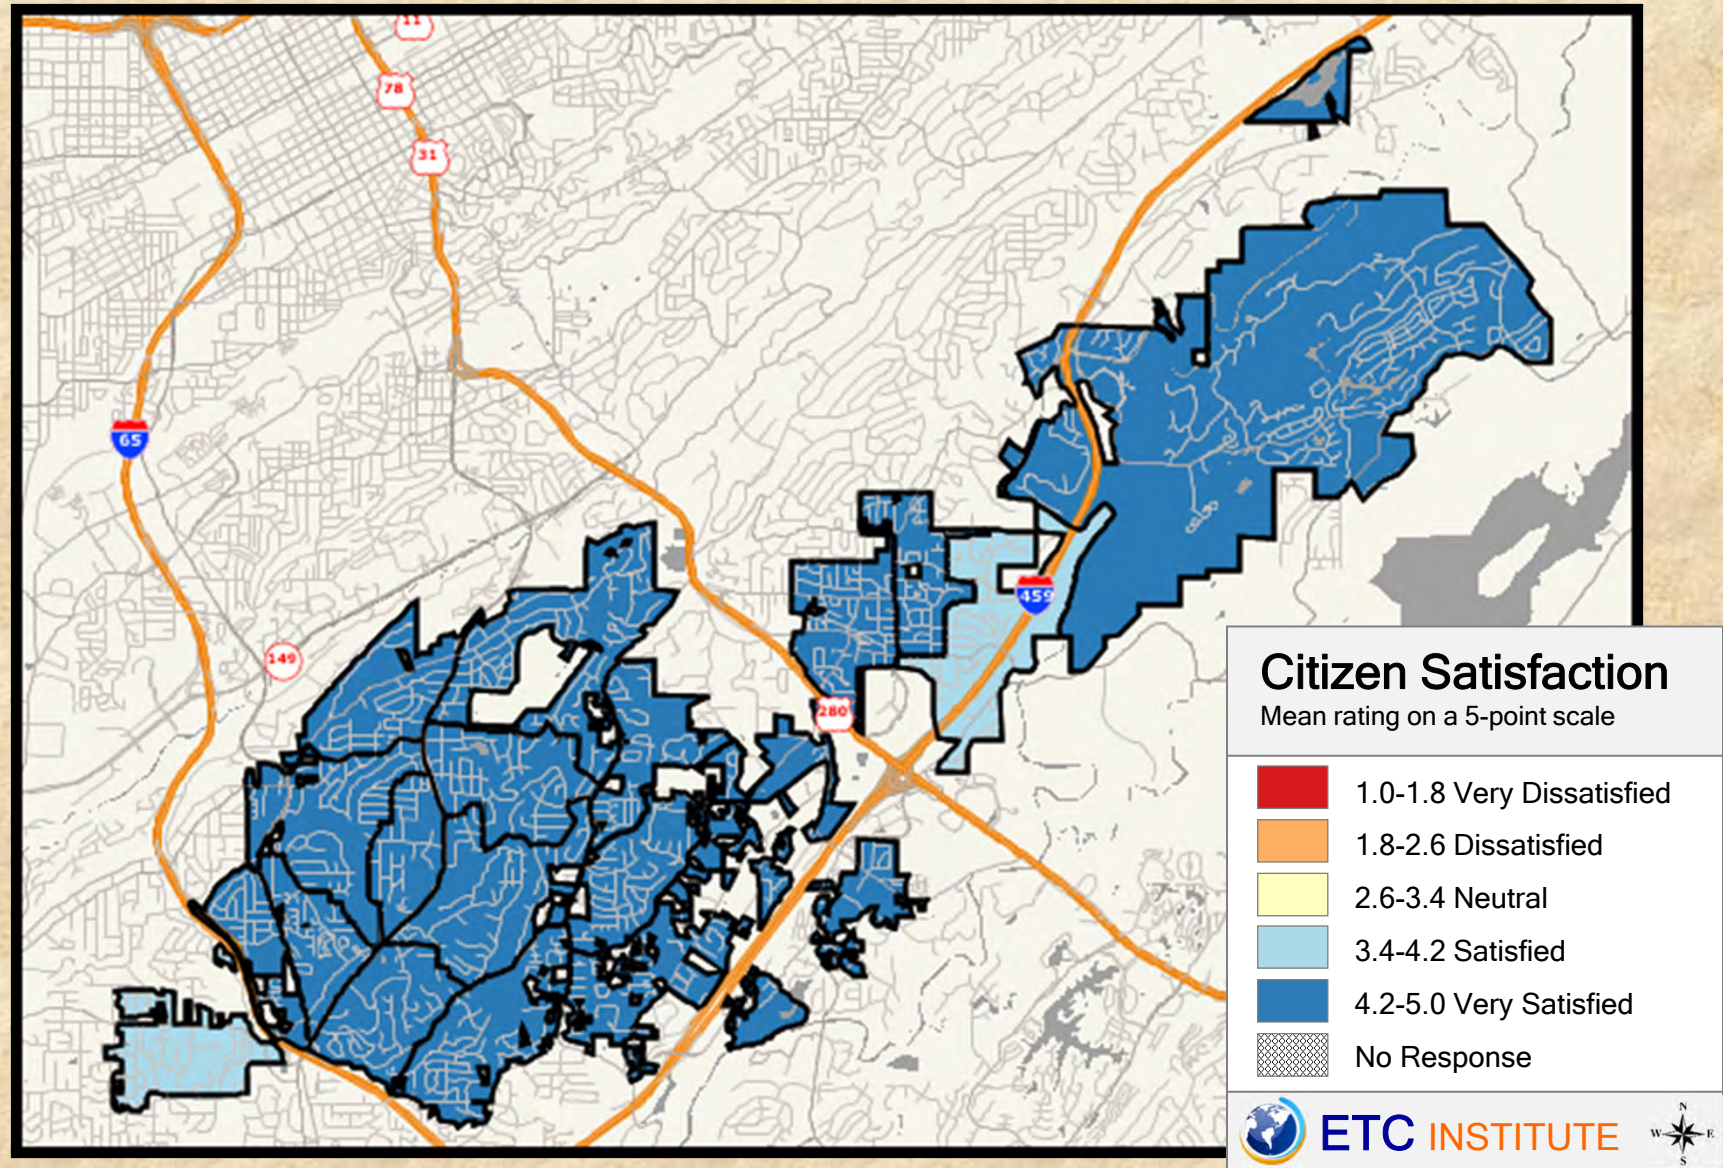 11
78
31
65
149
459
280
Citizen Satisfaction
Mean rating on a 5-point scale
1.0-1.8 Very Dissatisfied
1.8-2.6 Dissatisfied
2.6-3.4 Neutral
3.4-4.2 Satisfied
4.2-5.0 Very Satisfied
No Response
ETC INSTITUTE
N
W E
S